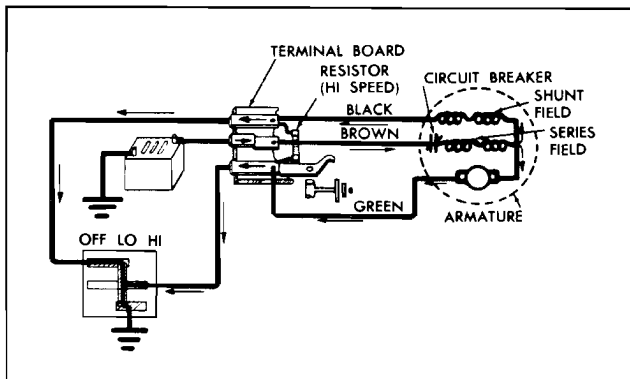 TERMINAL BOARD
RESISTOR
(HI SPEED)
CIRCUIT BREAKER
SHUNT
FIELD
BLACK
BROWN
SERIES
FIELD
GREEN
ARMATURE
OFF LO HI